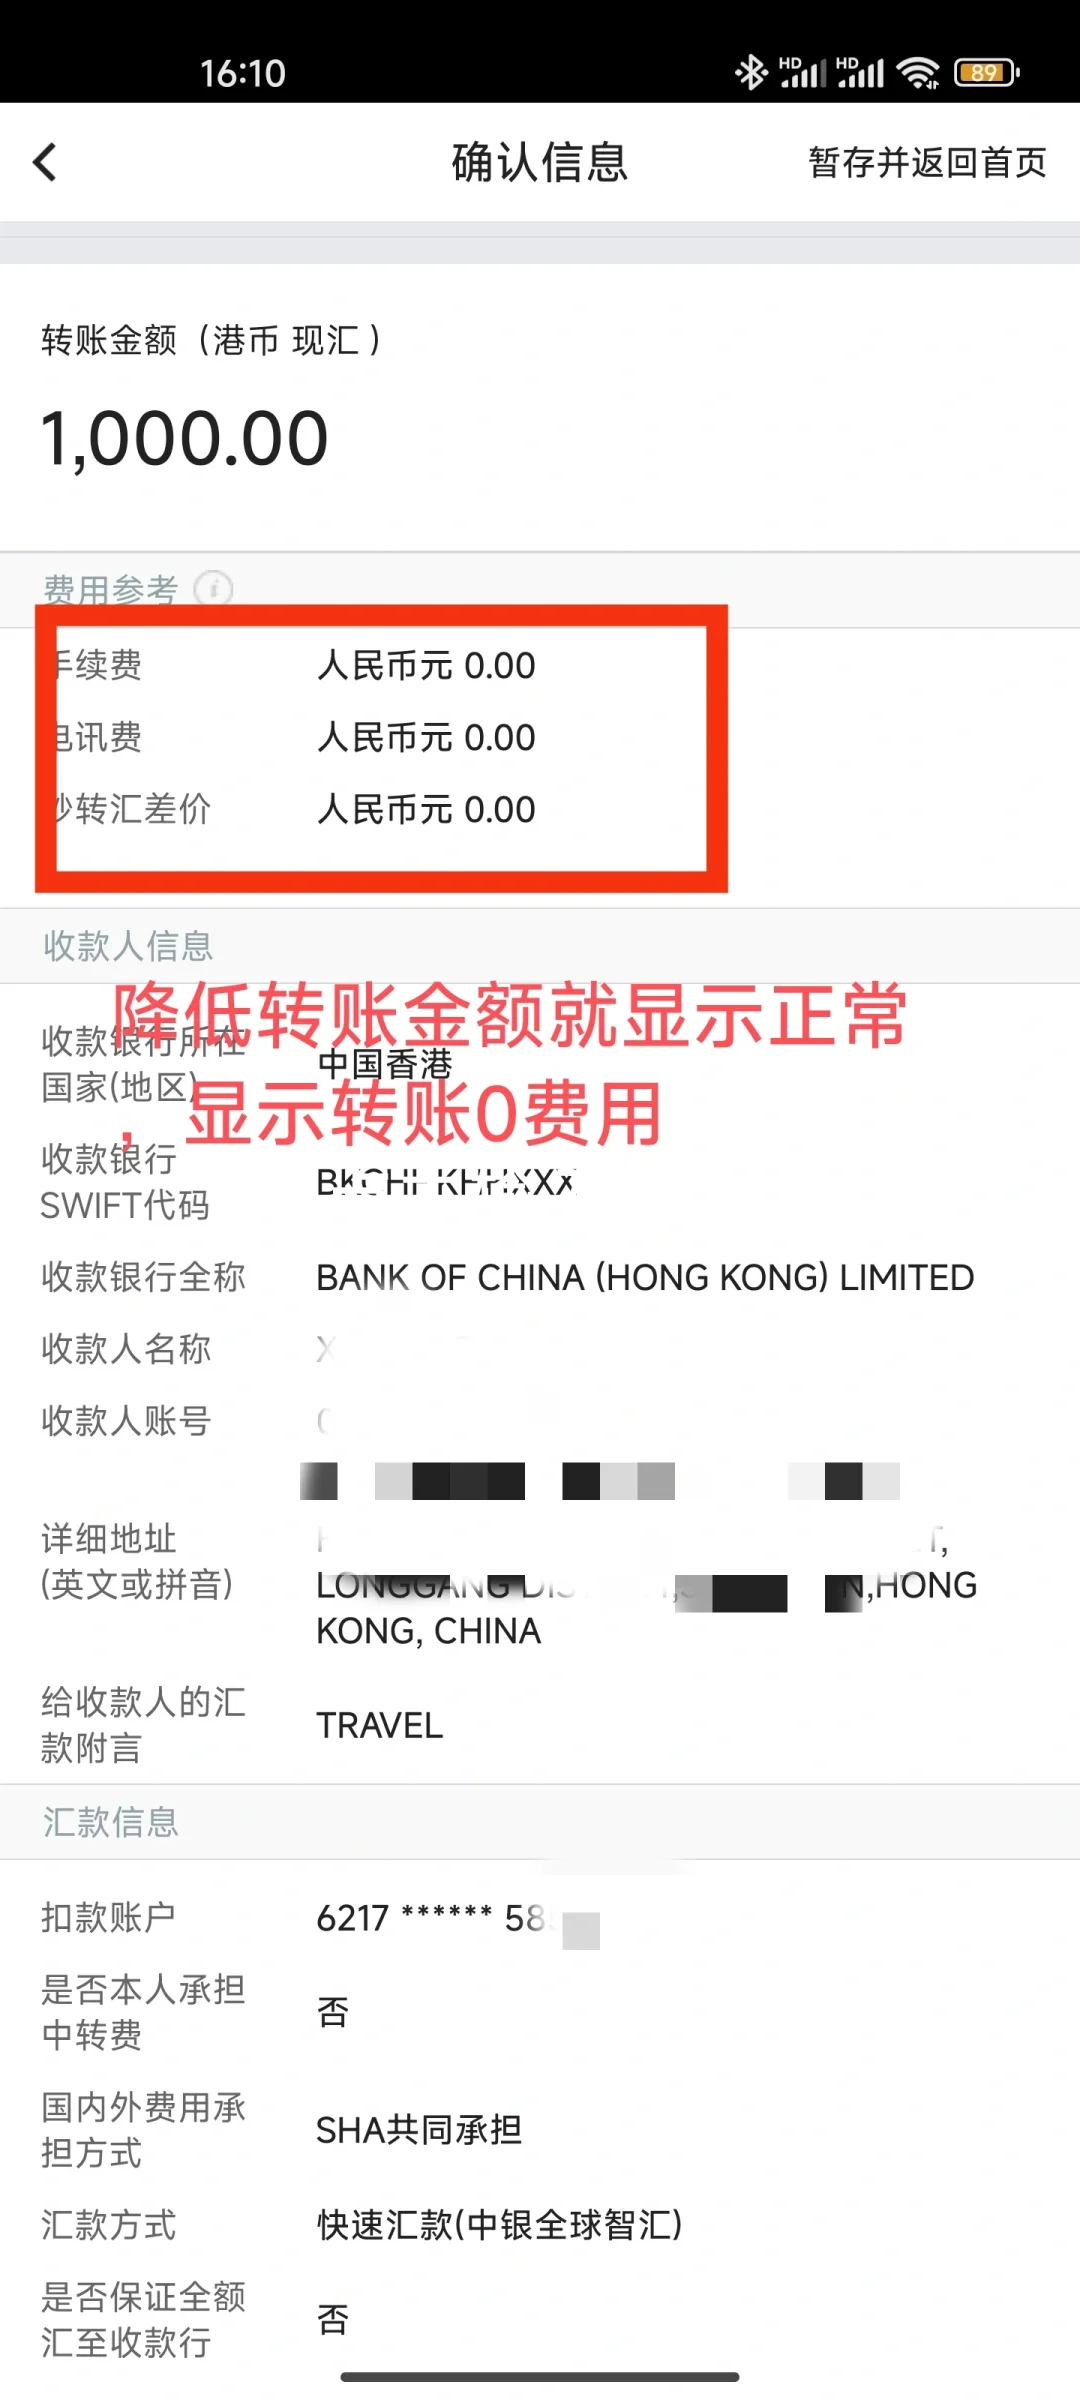 16:10
HD HD 89
确认信息
暂存并返回首页
转账金额（港币 现汇）
1,000.00
费用参考
手续费 人民币元 0.00
电讯费 人民币元 0.00
钞转汇差价 人民币元 0.00
收款人信息
降低转账金额就显示正常
，显示转账0费用
收款银行所在
国家(地区)
中国香港
收款银行
SWIFT代码
收款银行全称 BANK OF CHINA (HONG KONG) LIMITED
收款人名称 X
收款人账号
详细地址
(英文或拼音)
LONGGANG
,HONG
KONG, CHINA
给收款人的汇
款附言
TRAVEL
汇款信息
扣款账户 6217 ****** 58
是否本人承担
中转费
否
国内外费用承
担方式
SHA共同承担
汇款方式 快速汇款(中银全球智汇)
是否保证全额
汇至收款行
否